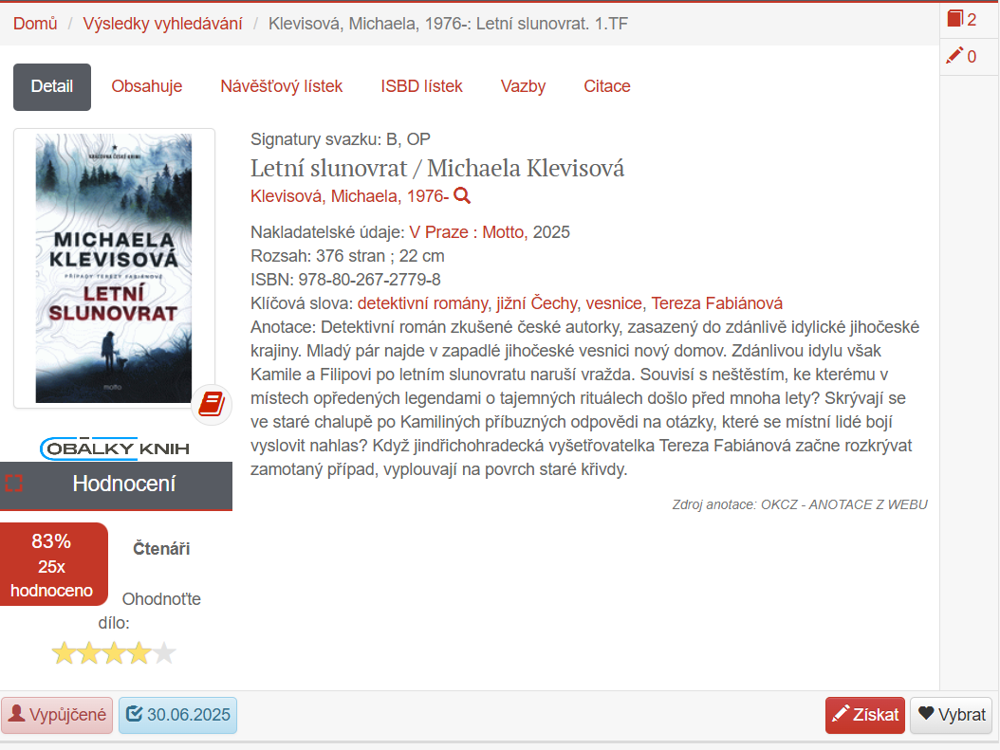 Domů / Výsledky vyhledávání / Klevisová, Michaela, 1976-: Letní slunovrat. 1.TF
2
0
Detail Obsahuje Návěšťový lístek ISBD lístek Vazby Citace
KRÁLOVNA ČESKÉ KRIMI
MICHAELA
KLEVISOVÁ
PŘÍPADY TEREZY FABIÁNOVÉ
LETNÍ
SLUNOVRAT
motto
OBÁLKY KNIH
Signatury svazku: B, OP
Letní slunovrat / Michaela Klevisová
Klevisová, Michaela, 1976-
Nakladatelské údaje: V Praze : Motto, 2025
Rozsah: 376 stran ; 22 cm
ISBN: 978-80-267-2779-8
Klíčová slova: detektivní romány, jižní Čechy, vesnice, Tereza Fabiánová
Anotace: Detektivní román zkušené české autorky, zasazený do zdánlivě idylické jihočeské
krajiny. Mladý pár najde v zapadlé jihočeské vesnici nový domov. Zdánlivou idylu však
Kamile a Filipovi po letním slunovratu naruší vražda. Souvisí s neštěstím, ke kterému v
místech opředených legendami o tajemných rituálech došlo před mnoha lety? Skrývají se
ve staré chalupě po Kamiliných příbuzných odpovědi na otázky, které se místní lidé bojí
vyslovit nahlas? Když jindřichohradecká vyšetřovatelka Tereza Fabiánová začne rozkrývat
zamotaný případ, vyplouvají na povrch staré křivdy.
Zdroj anotace: OKCZ - ANOTACE Z WEBU
Hodnocení
83%
25x
hodnoceno
Čtenáři
Ohodnoťte
dílo:
Vypůjčené 30.06.2025 Získat Vybrat